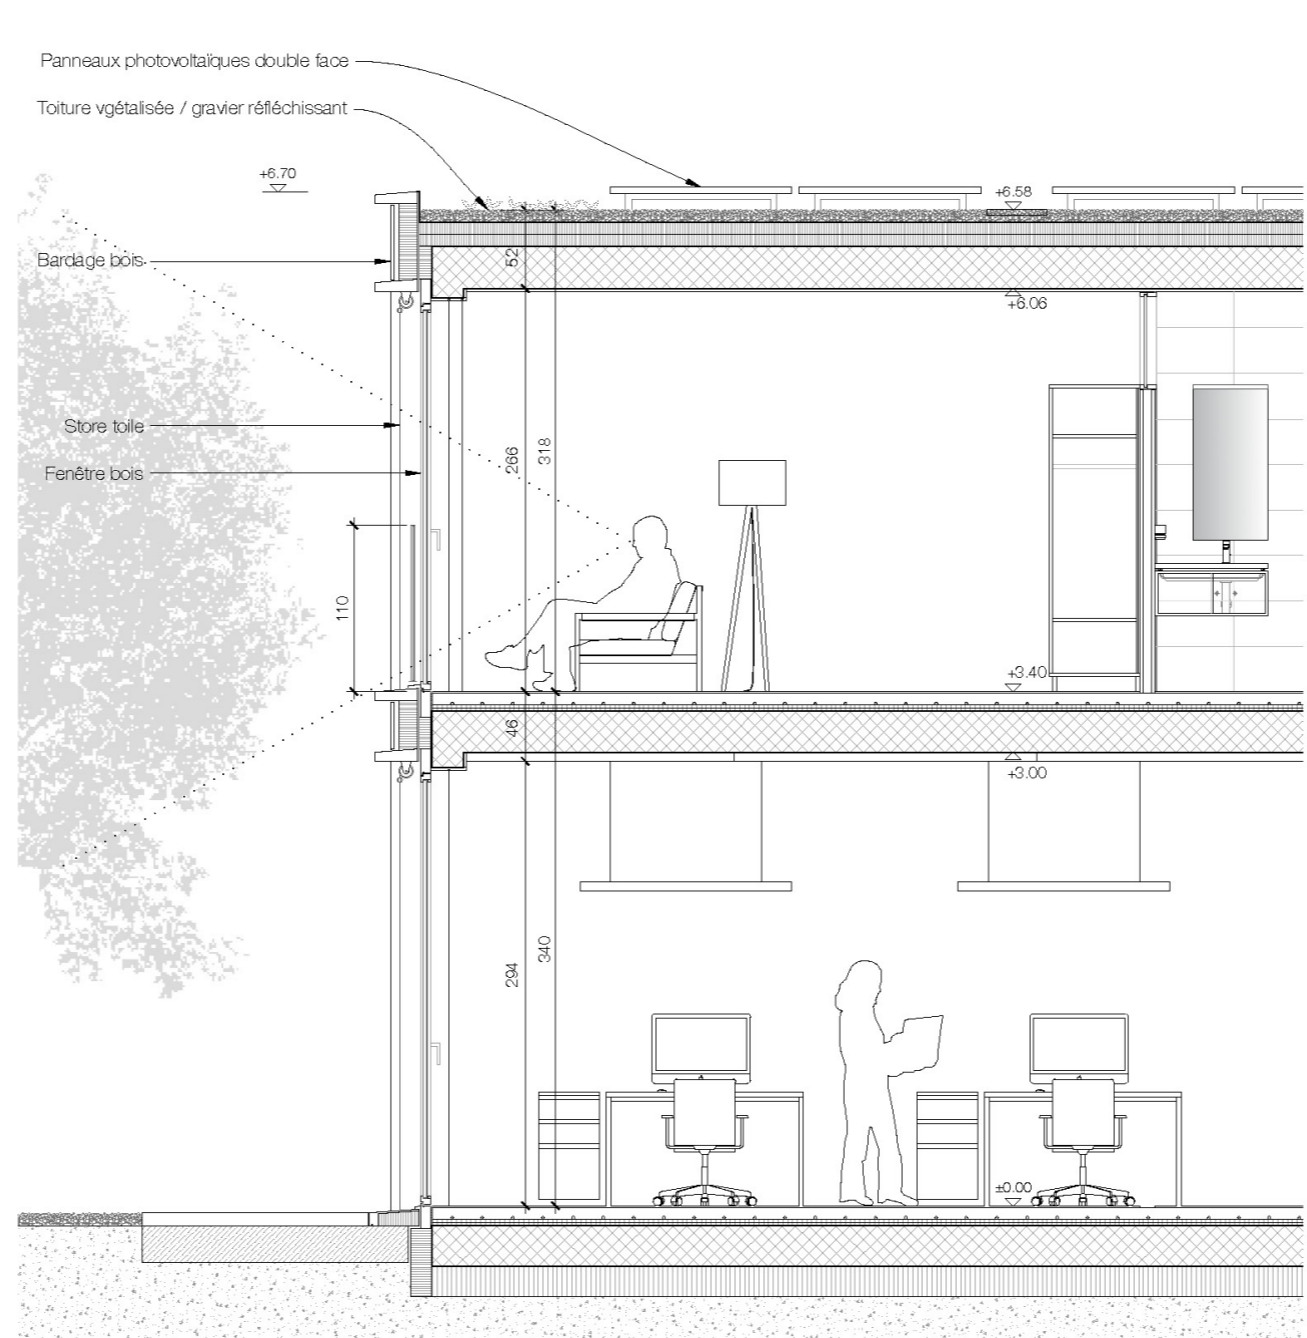 Panneaux photovoltaïques double face
Toiture vgétalisée / gravier réfléchissant
+6.70
+6.58
Bardage bois
52
+6.06
Store toile
266
318
Fenêtre bois
110
+3.40
46
+3.00
294
340
±0.00